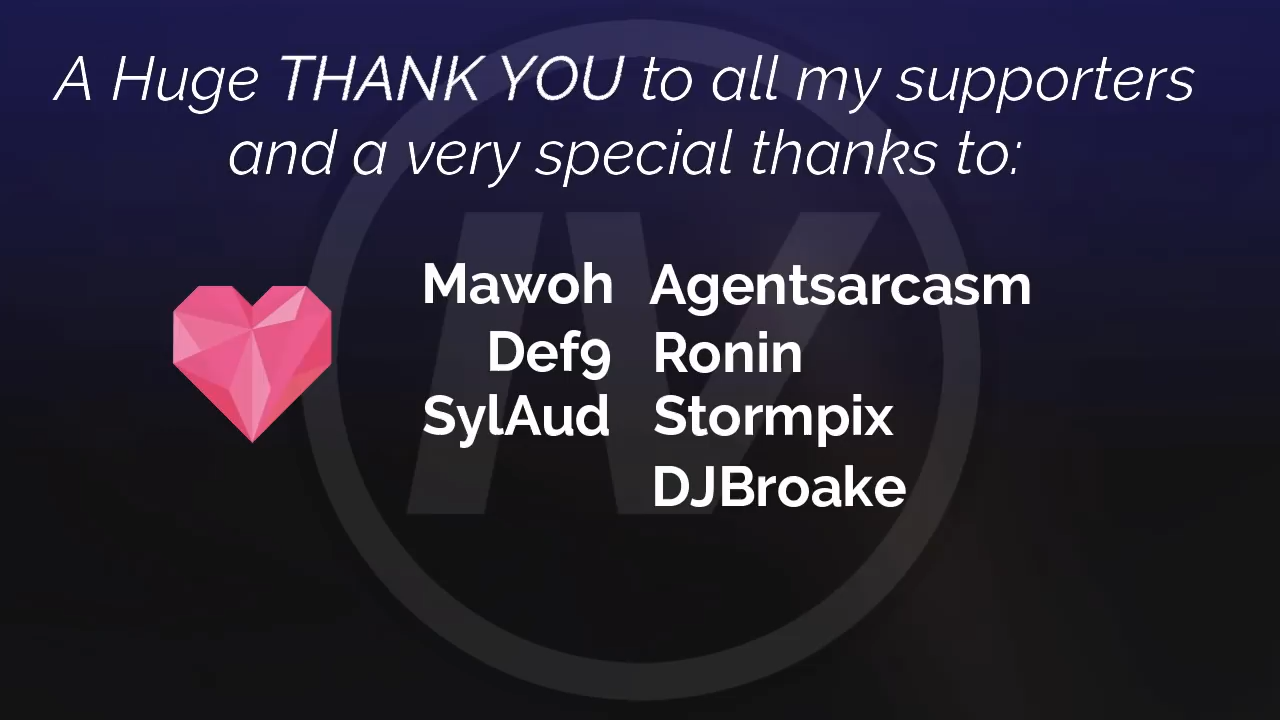 A Huge THANK YOU to all my supporters
and a very special thanks to:
IV
Mawoh Agentsarcasm
Def9 Ronin
SylAud Stormpix
DJBroake